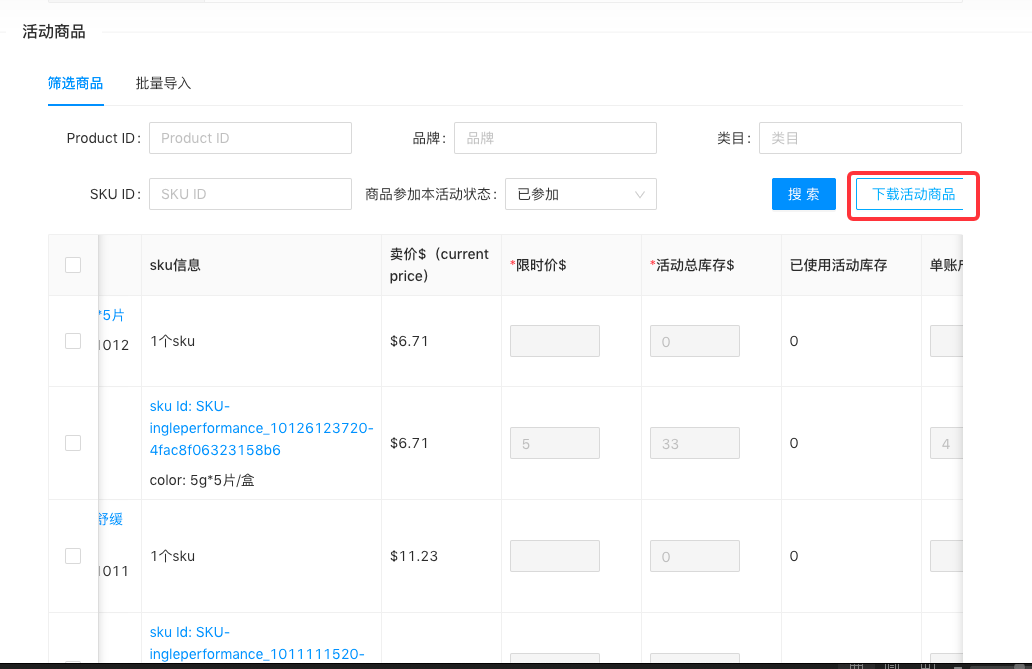 活动商品
筛选商品 批量导入
Product ID: Product ID 品牌: 品牌 类目: 类目
SKU ID: SKU ID 商品参加本活动状态: 已参加 搜 索 下载活动商品
sku信息 卖价$（current price） *限时价$ *活动总库存$ 已使用活动库存 单账
*5片
1012 1个sku $6.71 0 0
sku Id: SKU-
ingleperformance_10126123720-
4fac8f06323158b6
color: 5g*5片/盒
$6.71 5 33 0 4
舒缓
1011 1个sku $11.23 0 0
sku Id: SKU-
ingleperformance_1011111520-